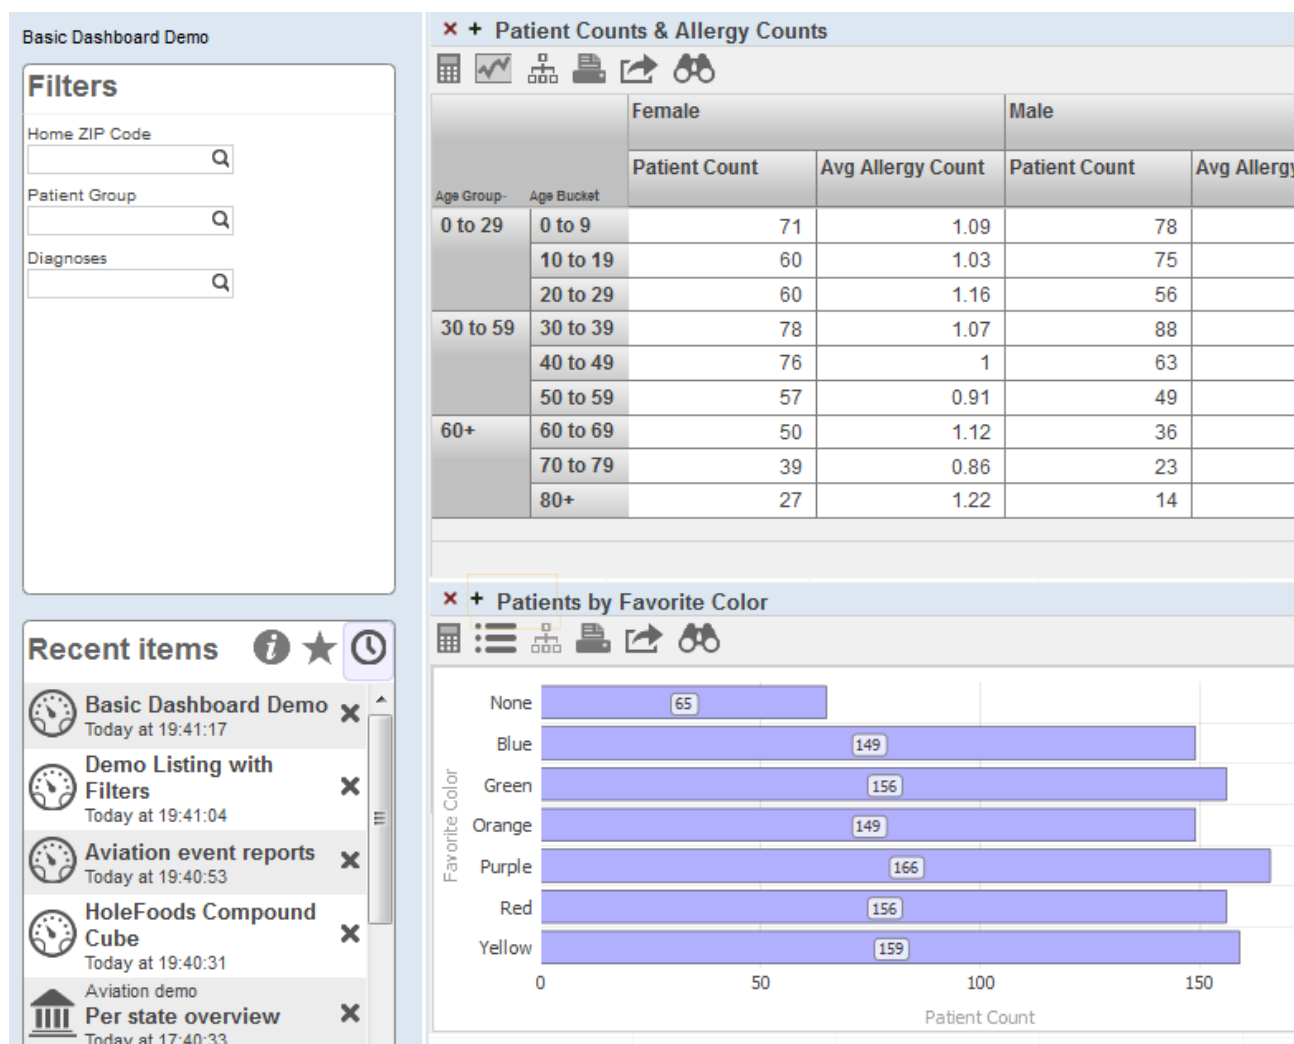 Basic Dashboard Demo
Filters
Home ZIP Code
Patient Group
Diagnoses
Recent items
Basic Dashboard Demo
Today at 19:41:17
Demo Listing with
Filters
Today at 19:41:04
Aviation event reports
Today at 19:40:53
HoleFoods Compound
Cube
Today at 19:40:31
Aviation demo
Per state overview
Today at 17:40:33
Patient Counts & Allergy Counts
Female Male
Age Group- Age Bucket Patient Count Avg Allergy Count Patient Count Avg Allergy
0 to 29 0 to 9 71 1.09 78
10 to 19 60 1.03 75
20 to 29 60 1.16 56
30 to 59 30 to 39 78 1.07 88
40 to 49 76 1 63
50 to 59 57 0.91 49
60+ 60 to 69 50 1.12 36
70 to 79 39 0.86 23
80+ 27 1.22 14
Patients by Favorite Color
Favorite Color
None 65
Blue 149
Green 156
Orange 149
Purple 166
Red 156
Yellow 159
0 50 100 150
Patient Count